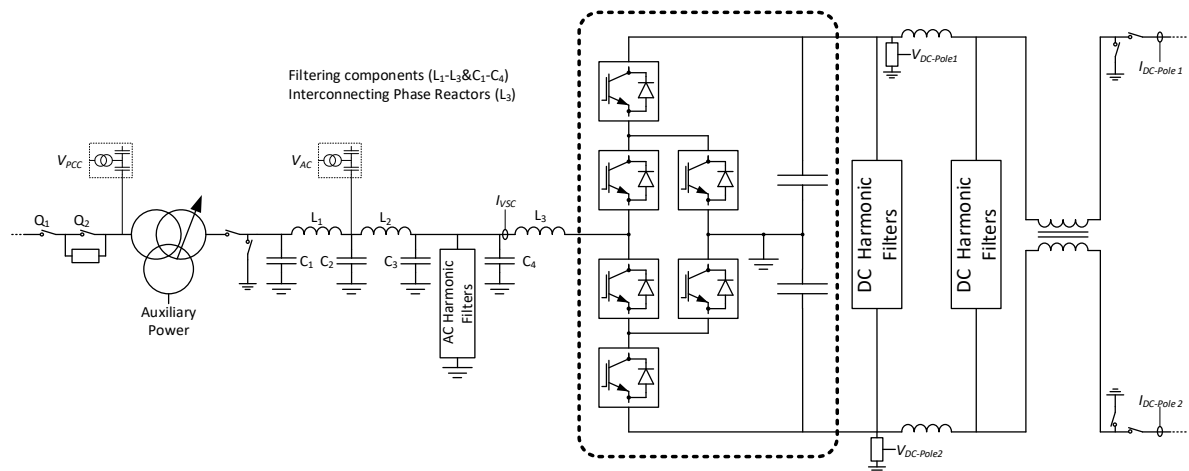 Filtering components (L1-L3&C1-C4)
Interconnecting Phase Reactors (L3)
VPCC
VAC
Q1
Q2
L1
L2
IVSC
L3
C1
C2
C3
C4
AC Harmonic
Filters
Auxiliary
Power
VDC-Pole1
IDC-Pole 1
DC Harmonic
Filters
DC Harmonic
Filters
VDC-Pole2
IDC-Pole 2